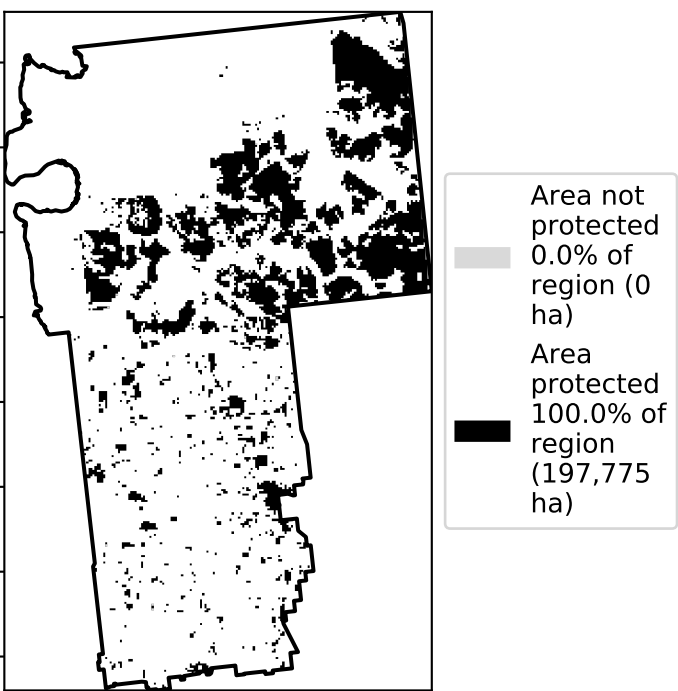 Area not
protected
0.0% of
region (0
ha)
Area
protected
100.0% of
region
(197,775
ha)